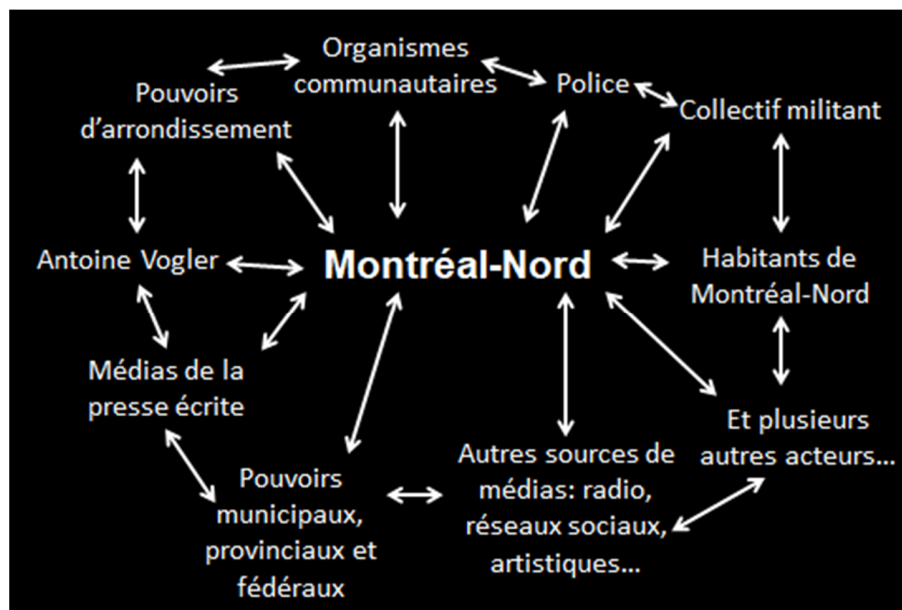 Organismes
communautaires
Police
Pouvoirs
d'arrondissement
Collectif militant
Antoine Vogler
Montréal-Nord
Habitants de
Montréal-Nord
Médias de la
presse écrite
Et plusieurs
autres acteurs...
Pouvoirs
municipaux,
provinciaux et
fédéraux
Autres sources de
médias: radio,
réseaux sociaux,
artistiques...